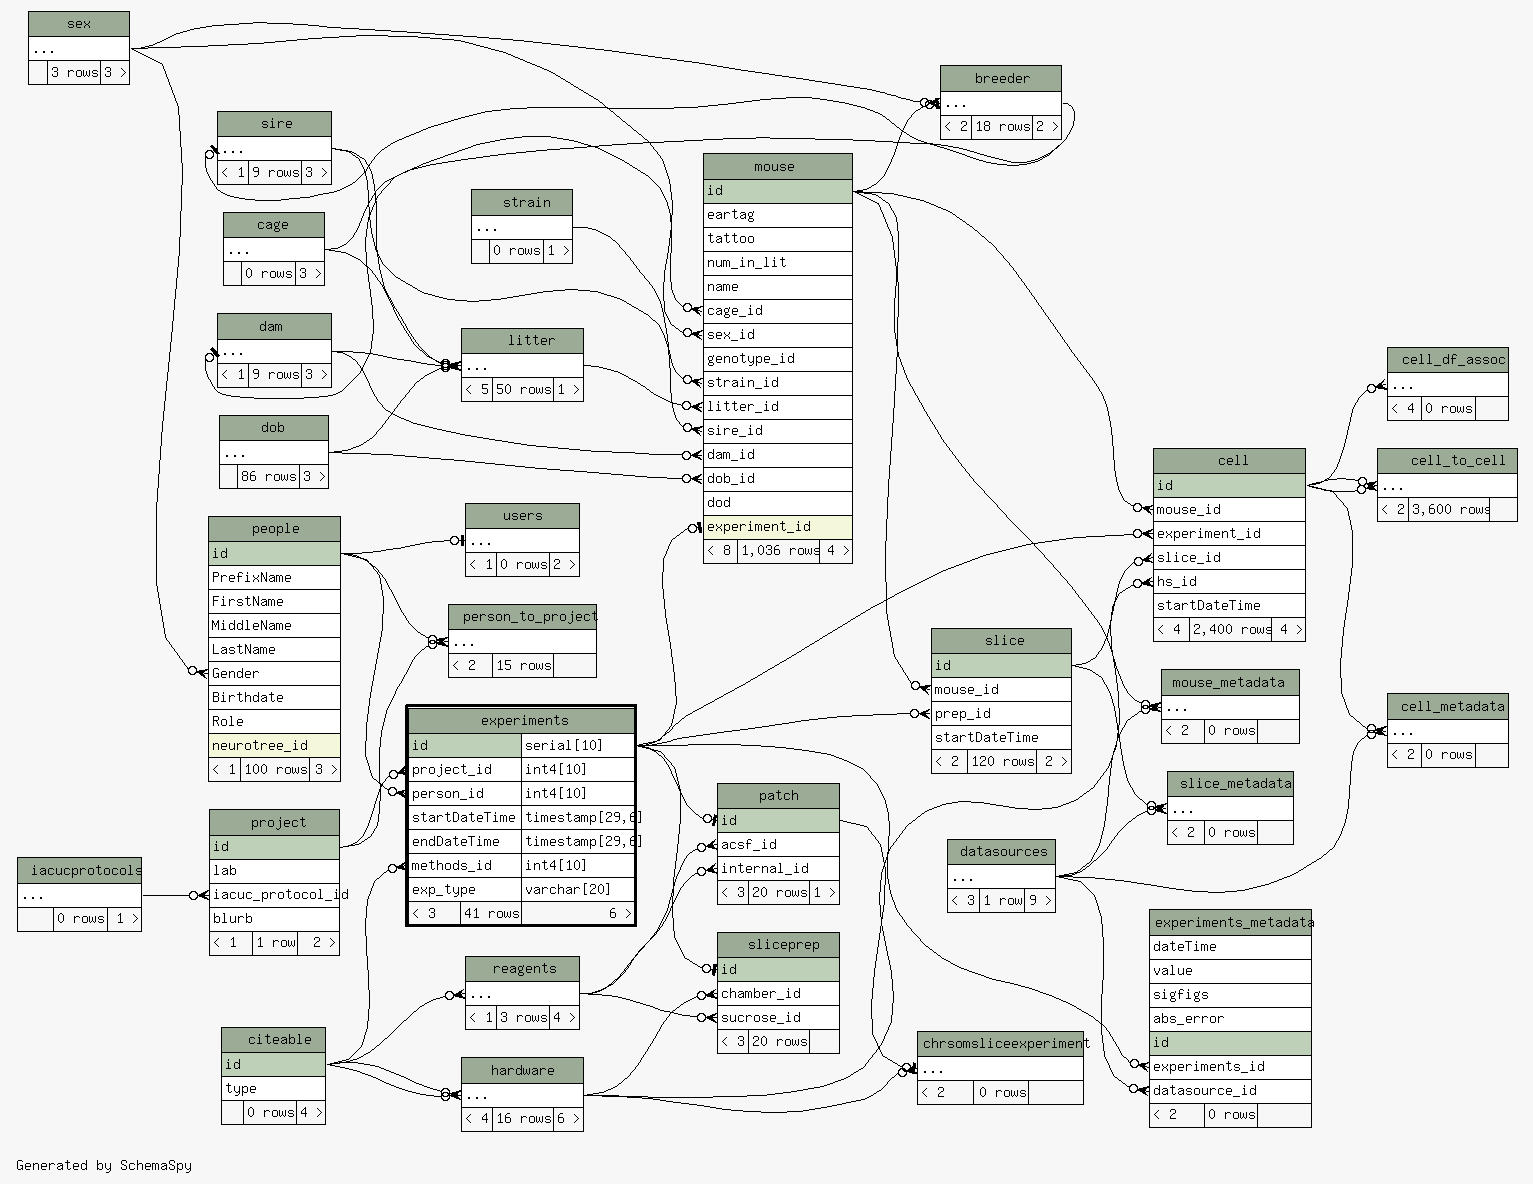 sex
...
3 rows 3 >
breeder
...
< 2 18 rows 2 >
sire
...
< 1 9 rows 3 >
mouse
id
eartag
tattoo
num_in_lit
name
cage_id
sex_id
genotype_id
strain_id
litter_id
sire_id
dam_id
dob_id
dod
experiment_id
< 8 1,036 rows 4 >
strain
...
0 rows 1 >
cage
...
0 rows 3 >
dam
...
< 1 9 rows 3 >
litter
...
< 5 50 rows 1 >
dob
...
86 rows 3 >
cell_df_assoc
...
< 4 0 rows
cell
id
mouse_id
experiment_id
slice_id
hs_id
startDateTime
< 4 2,400 rows 4 >
cell_to_cell
...
< 2 3,600 rows
people
id
PrefixName
FirstName
MiddleName
LastName
Gender
Birthdate
Role
neurotree_id
< 1 100 rows 3 >
users
...
< 1 0 rows 2 >
person_to_project
...
< 2 15 rows
slice
id
mouse_id
prep_id
startDateTime
< 2 120 rows 2 >
mouse_metadata
...
< 2 0 rows
cell_metadata
...
< 2 0 rows
experiments
id serial[10]
project_id int4[10]
person_id int4[10]
startDateTime timestamp[29,6]
endDateTime timestamp[29,6]
methods_id int4[10]
exp_type varchar[20]
< 3 41 rows 6 >
slice_metadata
...
< 2 0 rows
patch
id
acsf_id
internal_id
< 3 20 rows 1 >
project
id
lab
iacuc_protocol_id
blurb
< 1 1 row 2 >
iacucprotocols
...
0 rows 1 >
datasources
...
< 3 1 row 9 >
experiments_metadata
dateTime
value
sigfigs
abs_error
id
experiments_id
datasource_id
< 2 0 rows
sliceprep
id
chamber_id
sucrose_id
< 3 20 rows
reagents
...
< 1 3 rows 4 >
citeable
id
type
0 rows 4 >
hardware
...
< 4 16 rows 6 >
chrsomsliceexperiment
...
< 2 0 rows
Generated by SchemaSpy